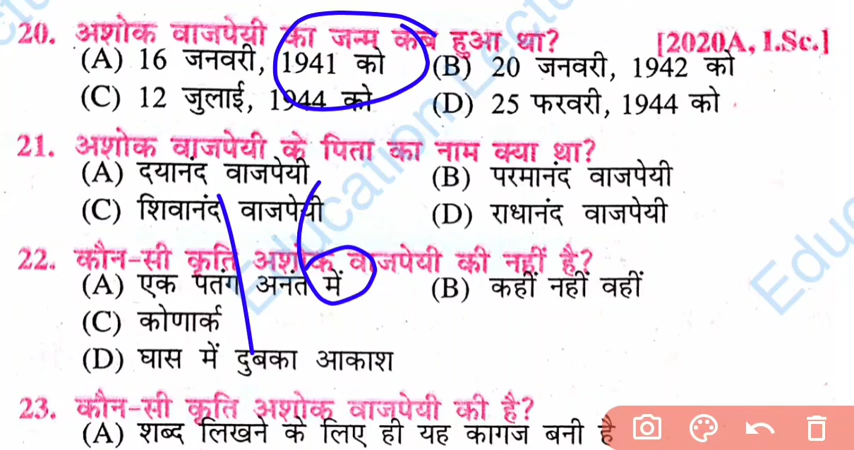 20. अशोक वाजपेयी का जन्म कब हुआ था? [2020A, I.Sc.]
(A) 16 जनवरी, 1941 को (B) 20 जनवरी, 1942 को
(C) 12 जुलाई, 1944 को (D) 25 फरवरी, 1944 को
21. अशोक वाजपेयी के पिता का नाम क्या था?
(A) दयानंद वाजपेयी (B) परमानंद वाजपेयी
(C) शिवानंद वाजपेयी (D) राधानंद वाजपेयी
22. कौन-सी कृति अशोक वाजपेयी की नहीं है?
(A) एक पतंग अनंत में (B) कहीं नहीं वहीं
(C) कोणार्क
(D) घास में दुबका आकाश
23. कौन-सी कृति अशोक वाजपेयी की है?
(A) शब्द लिखने के लिए ही यह कागज बनी है